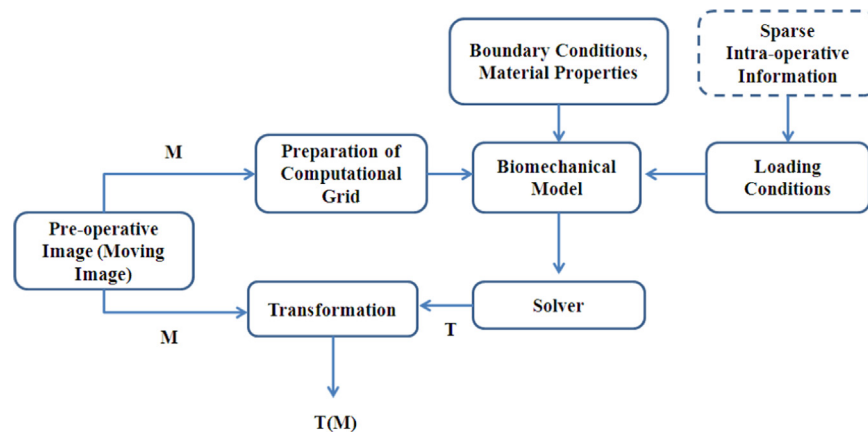 Sparse
Intra-operative
Information
Boundary Conditions,
Material Properties
M
Preparation of
Computational
Grid
Biomechanical
Model
Loading
Conditions
Pre-operative
Image (Moving
Image)
Transformation
Solver
M
T
T(M)